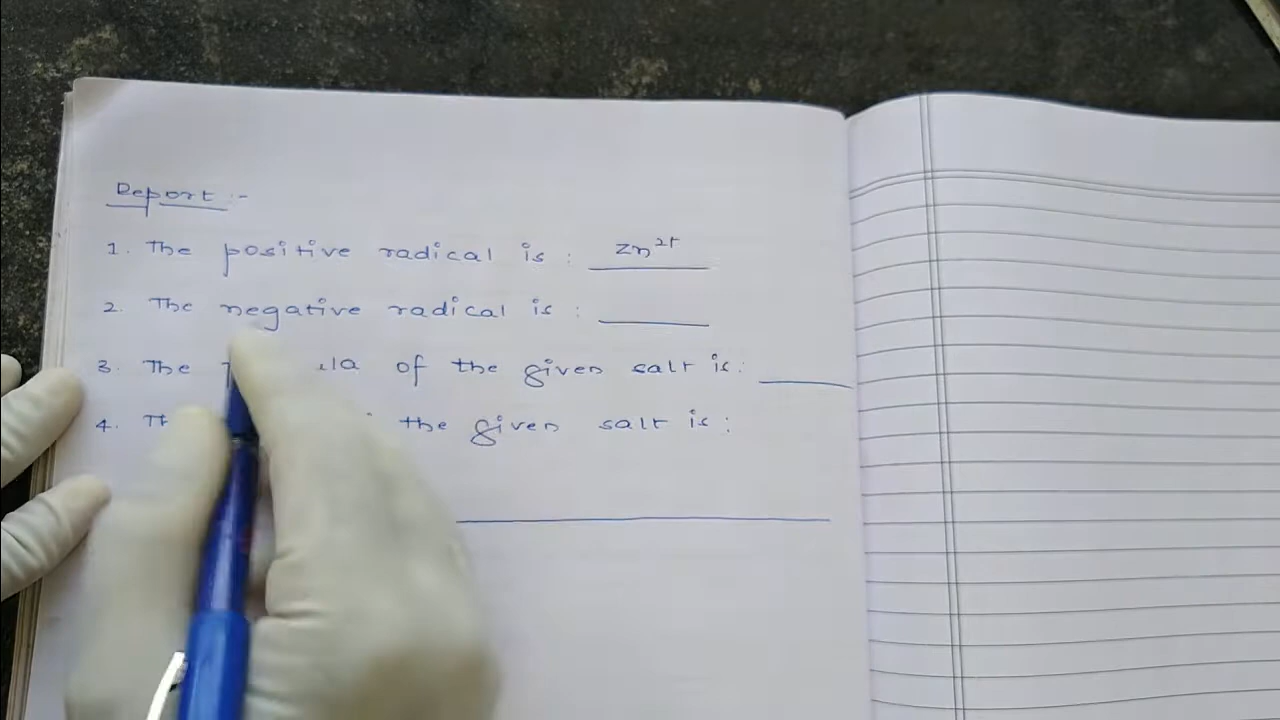 Report :-
1. The positive radical is : Zn²⁺
2. The negative radical is :
3. The of the given salt is:
4. the given salt is: